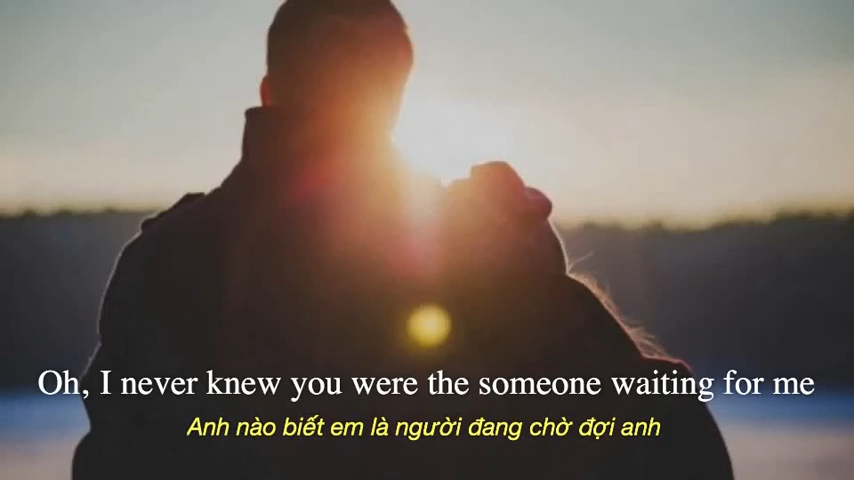 Oh, I never knew you were the someone waiting for me
Anh nào biết em là người đang chờ đợi anh